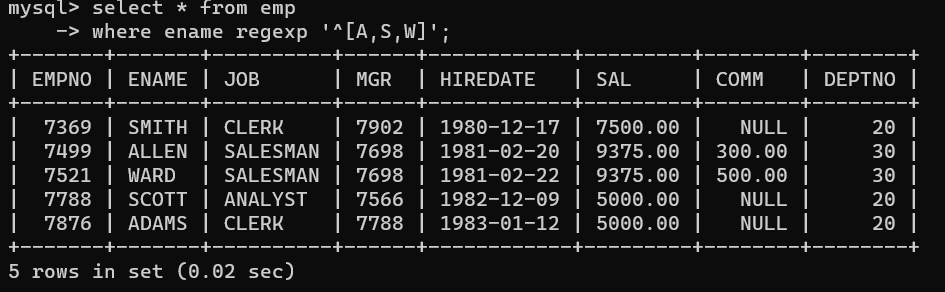 mysql> select * from emp
    -> where ename regexp '^[A,S,W]';
+-------+-------+----------+------+------------+---------+--------+--------+
| EMPNO | ENAME | JOB      | MGR  | HIREDATE   | SAL     | COMM   | DEPTNO |
+-------+-------+----------+------+------------+---------+--------+--------+
|  7369 | SMITH | CLERK    | 7902 | 1980-12-17 | 7500.00 |   NULL |     20 |
|  7499 | ALLEN | SALESMAN | 7698 | 1981-02-20 | 9375.00 | 300.00 |     30 |
|  7521 | WARD  | SALESMAN | 7698 | 1981-02-22 | 9375.00 | 500.00 |     30 |
|  7788 | SCOTT | ANALYST  | 7566 | 1982-12-09 | 5000.00 |   NULL |     20 |
|  7876 | ADAMS | CLERK    | 7788 | 1983-01-12 | 5000.00 |   NULL |     20 |
+-------+-------+----------+------+------------+---------+--------+--------+
5 rows in set (0.02 sec)